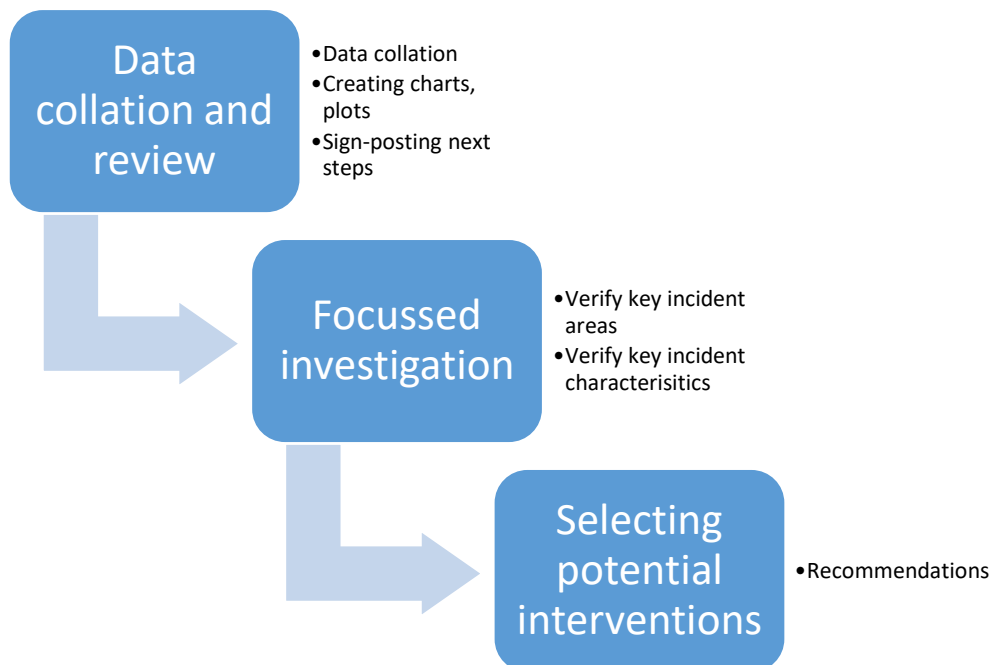 Data
collation and
review
•Data collation
•Creating charts,
plots
•Sign-posting next
steps
Focussed
investigation
•Verify key incident
areas
•Verify key incident
characterisitics
Selecting
potential
interventions
•Recommendations